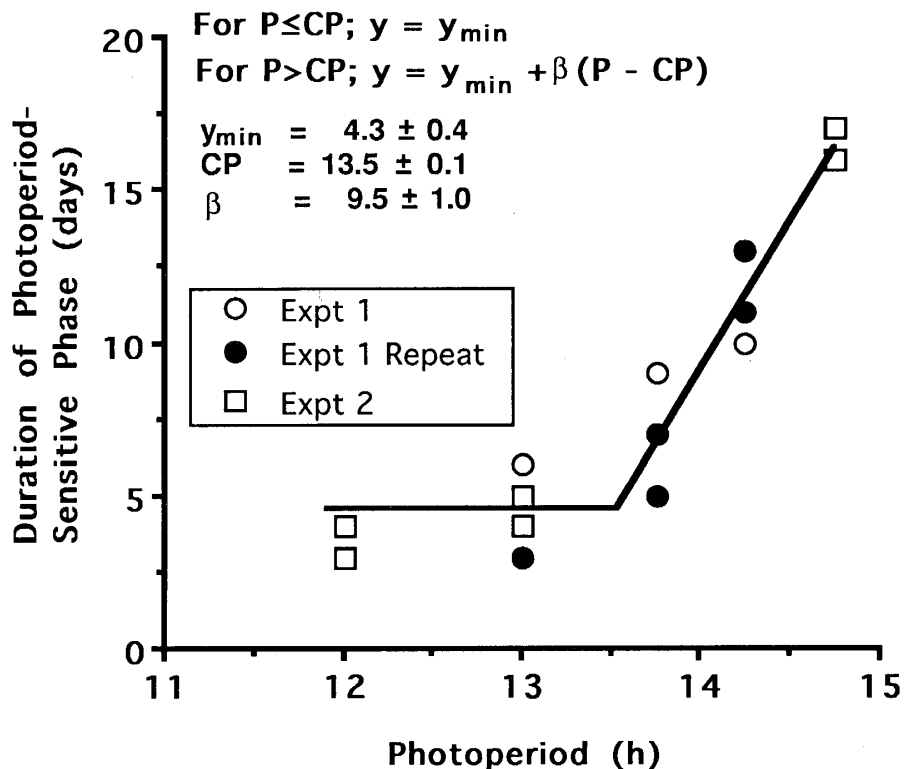 For P≤CP; y = ymin
For P>CP; y = ymin +β(P - CP)
ymin = 4.3 ± 0.4
CP = 13.5 ± 0.1
β = 9.5 ± 1.0
Expt 1
Expt 1 Repeat
Expt 2
Duration of Photoperiod-
Sensitive Phase (days)
20
15
10
5
0
11 12 13 14 15
Photoperiod (h)